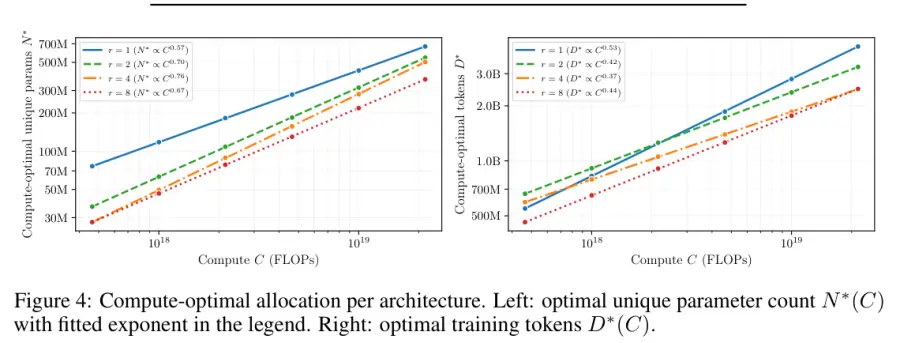 Compute-optimal unique params N*
700M
500M
300M
200M
100M
70M
50M
30M
r = 1 (N* ∝ C^0.57)
r = 2 (N* ∝ C^0.70)
r = 4 (N* ∝ C^0.76)
r = 8 (N* ∝ C^0.67)
10^18
10^19
Compute C (FLOPs)
Compute-optimal tokens D*
3.0B
2.0B
1.0B
700M
500M
r = 1 (D* ∝ C^0.53)
r = 2 (D* ∝ C^0.42)
r = 4 (D* ∝ C^0.37)
r = 8 (D* ∝ C^0.44)
10^18
10^19
Compute C (FLOPs)
Figure 4: Compute-optimal allocation per architecture. Left: optimal unique parameter count N*(C)
with fitted exponent in the legend. Right: optimal training tokens D*(C).